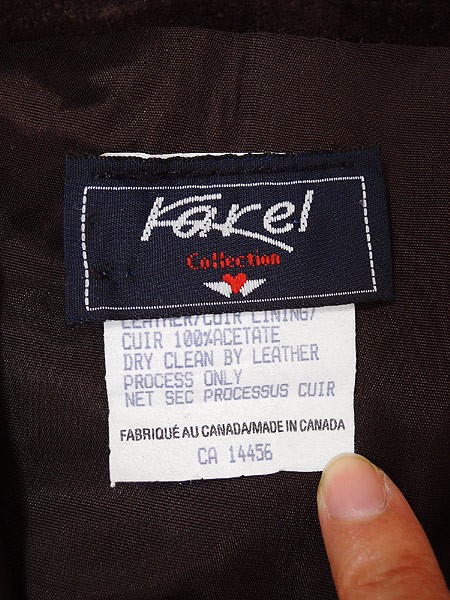 Karel
Collection
LEATHER/CUIR LINING/
CUIR 100%ACETATE
DRY CLEAN BY LEATHER
PROCESS ONLY
NET SEC PROCESSUS CUIR
FABRIQUÉ AU CANADA/MADE IN CANADA
CA 14456